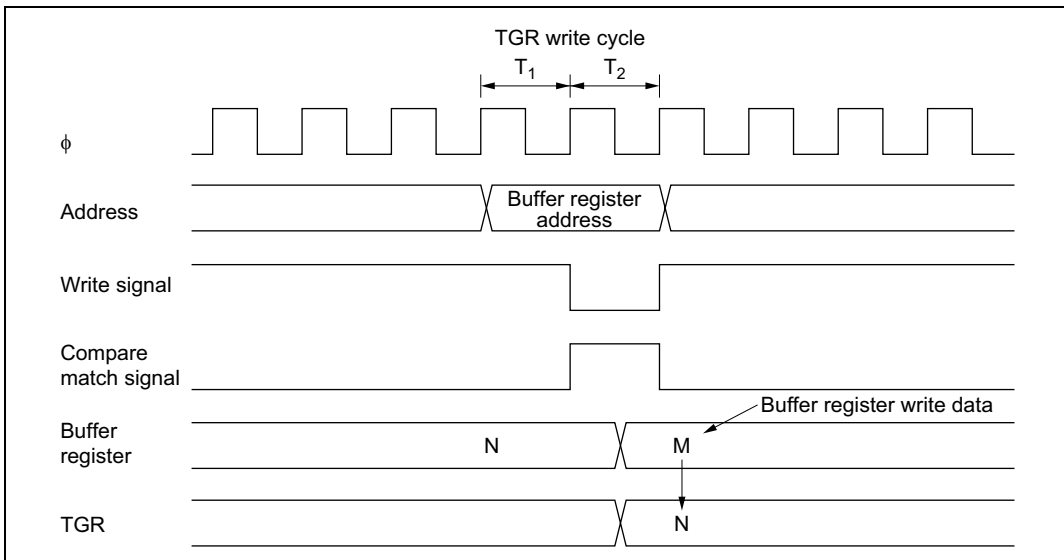 TGR write cycle
T1 T2
ϕ
Address
Buffer register
address
Write signal
Compare
match signal
Buffer register write data
Buffer
register
N M
TGR
N